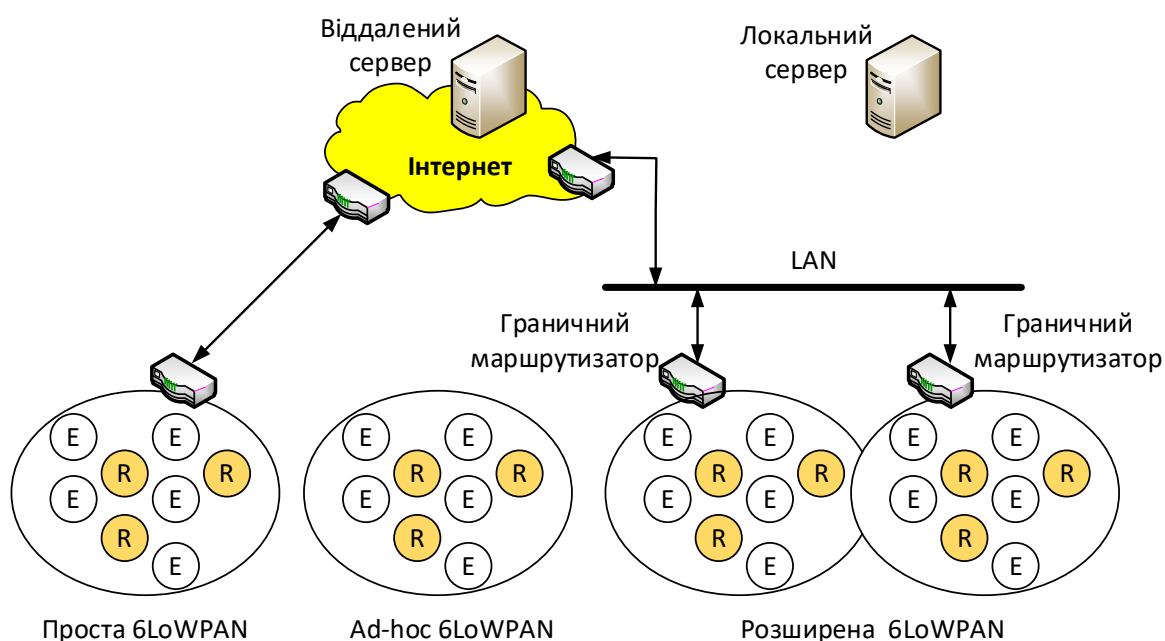 Віддалений
сервер
Локальний
сервер
Інтернет
LAN
Граничний
маршрутизатор
Граничний
маршрутизатор
E
E
R
R
E
E
R
E
E
E
R
R
E
E
R
E
E
E
R
R
E
E
R
E
E
E
R
R
E
E
R
E
Проста 6LoWPAN
Ad-hoc 6LoWPAN
Розширена 6LoWPAN